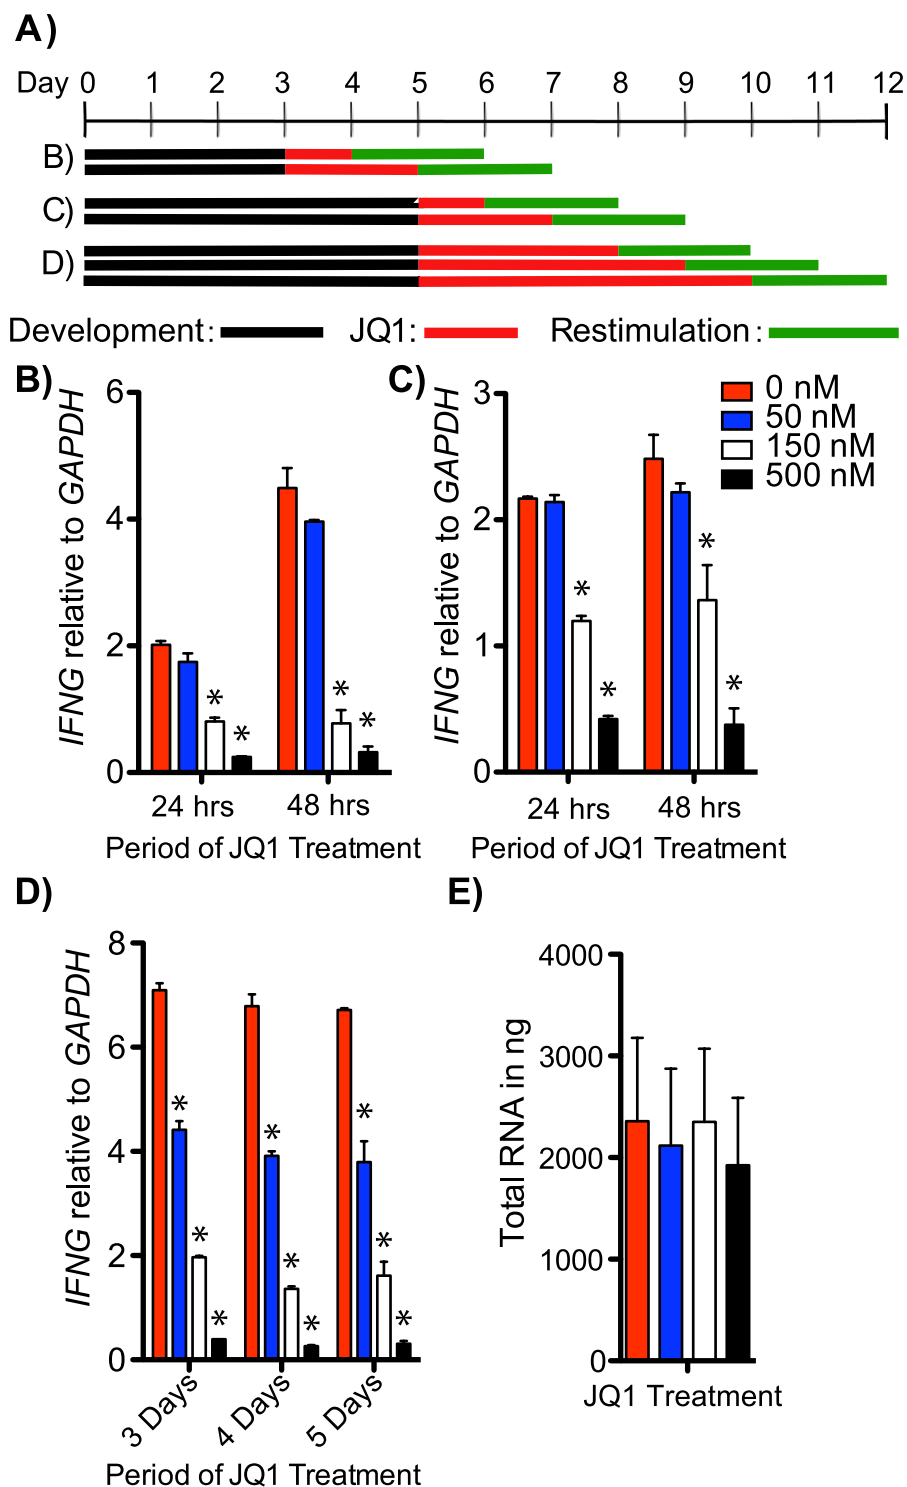 A)
Day 0 1 2 3 4 5 6 7 8 9 10 11 12
B)
C)
D)
Development: JQ1: Restimulation:
B)
6
4
2
0
IFNG relative to GAPDH
* * * *
24 hrs 48 hrs
Period of JQ1 Treatment
C)
3
2
1
0
IFNG relative to GAPDH
* * * *
24 hrs 48 hrs
Period of JQ1 Treatment
0 nM
50 nM
150 nM
500 nM
D)
8
6
4
2
0
IFNG relative to GAPDH
* * * * * * * * *
3 Days 4 Days 5 Days
Period of JQ1 Treatment
E)
4000
3000
2000
1000
0
Total RNA in ng
JQ1 Treatment